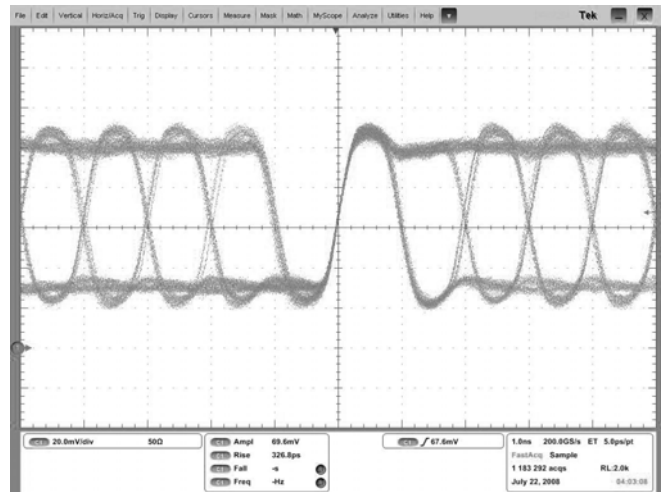 File Edit Vertical Horiz/Acq Trig Display Cursors Measure Mask Math MyScope Analyze Utilities Help Tek X
20.0mV/div 50Ω
C1 Ampl 69.6mV
C1 Rise 326.8ps
C1 Fall -s
C1 Freq -Hz
C1 67.6mV
1.0ns 200.0GS/s ET 5.0ps/pt
FastAcq Sample
1 183 292 acqs RL:2.0k
July 22, 2008 04:03:08